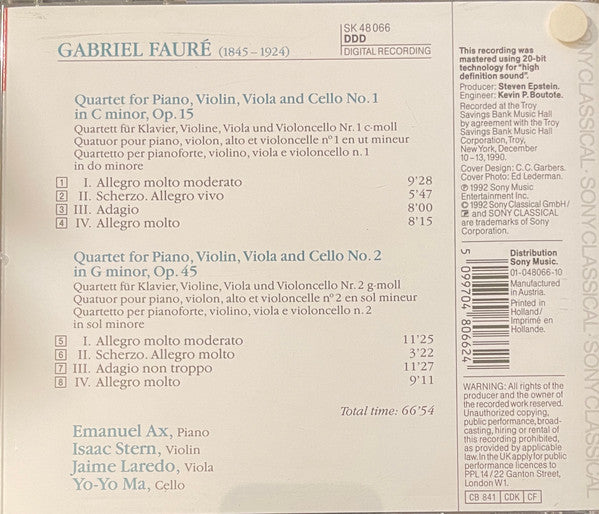 GABRIEL FAURÉ (1845-1924)
SK 48 066
DDD
DIGITAL RECORDING
Quartet for Piano, Violin, Viola and Cello No. 1
in C minor, Op. 15
Quartett für Klavier, Violine, Viola und Violoncello Nr. 1 c-moll
Quatuor pour piano, violon, alto et violoncelle nº 1 en ut mineur
Quartetto per pianoforte, violino, viola e violoncello n. 1
in do minore
1 I. Allegro molto moderato 9'28
2 II. Scherzo. Allegro vivo 5'47
3 III. Adagio 8'00
4 IV. Allegro molto 8'15
Quartet for Piano, Violin, Viola and Cello No. 2
in G minor, Op. 45
Quartett für Klavier, Violine, Viola und Violoncello Nr. 2 g-moll
Quatuor pour piano, violon, alto et violoncelle nº 2 en sol mineur
Quartetto per pianoforte, violino, viola e violoncello n. 2
in sol minore
5 I. Allegro molto moderato 11'25
6 II. Scherzo. Allegro molto 3'22
7 III. Adagio non troppo 11'27
8 IV. Allegro molto 9'11
Total time: 66'54
Emanuel Ax, Piano
Isaac Stern, Violin
Jaime Laredo, Viola
Yo-Yo Ma, Cello
This recording was
mastered using 20-bit
technology for "high
definition sound".
Producer: Steven Epstein.
Engineer: Kevin P. Boutote.
Recorded at the Troy
Savings Bank Music Hall
by agreement with the Troy
Savings Bank Music Hall
Corporation, Troy,
New York, December
10-13, 1990.
Cover Design: C. C. Garbers.
Cover Photo: Ed Lederman.
℗ 1992 Sony Music
Entertainment Inc.
© 1992 Sony Classical GmbH /
and SONY CLASSICAL
are trademarks of Sony
Corporation.
5 099704 806624
Distribution
Sony Music.
01-048066-10
Manufactured
in Austria.
Printed in
Holland/
Imprimé en
Hollande.
WARNING: All rights of the
producer and the owner of
the recorded work reserved.
Unauthorized copying,
public performance, broad-
casting, hiring or rental of
this recording prohibited,
as provided by applicable
law. In the UK apply for public
performance licences to
PPL 14 / 22 Ganton Street,
London W1.
CB 841 CDK CF
SONY CLASSICAL · SONY CLASSICAL · SONY CLASSICAL